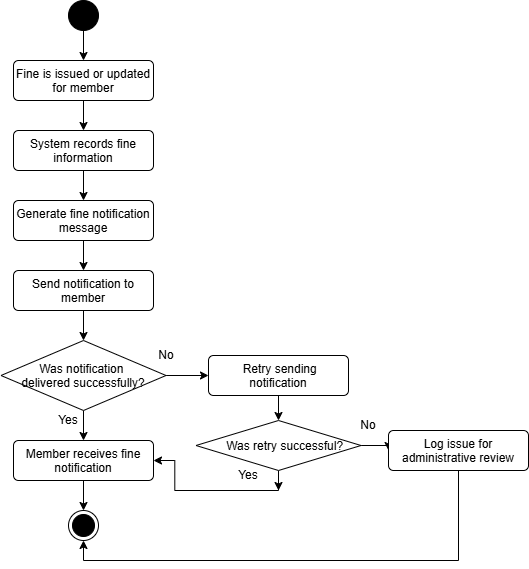 Fine is issued or updated
for member
System records fine
information
Generate fine notification
message
Send notification to
member
Was notification
delivered successfully?
No
Retry sending
notification
Yes
Was retry successful?
No
Yes
Member receives fine
notification
Log issue for
administrative review